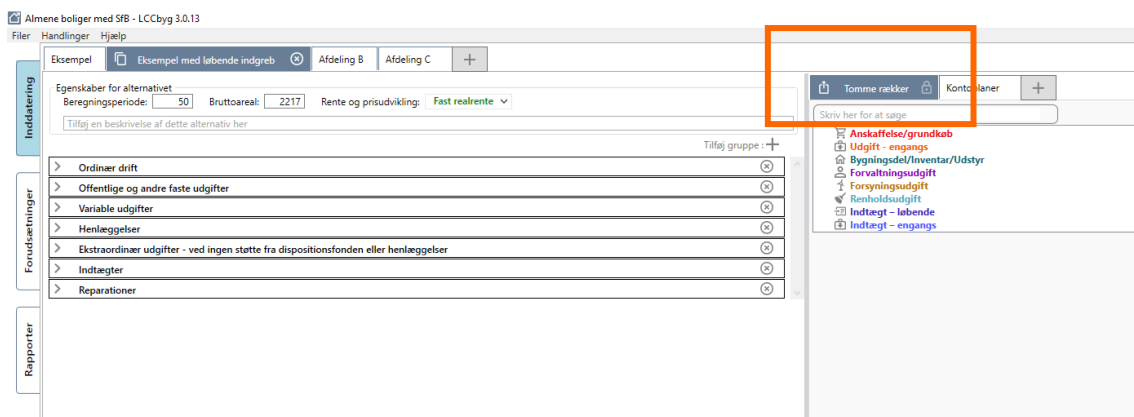 Almene boliger med SfB - LCCbyg 3.0.13
Filer Handlinger Hjælp
Eksempel Eksempel med løbende indgreb Afdeling B Afdeling C
Inddatering
Forudsætninger
Rapporter
Egenskaber for alternativet
Beregningsperiode: 50 Bruttoareal: 2217 Rente og prisudvikling: Fast realrente
Tilføj en beskrivelse af dette alternativ her
Tilføj gruppe :
Ordinær drift
Offentlige og andre faste udgifter
Variable udgifter
Henlæggelser
Ekstraordinær udgifter - ved ingen støtte fra dispositionsfonden eller henlæggelser
Indtægter
Reparationer
Tomme rækker Kontoplaner
Skriv her for at søge
Anskaffelse/grundkøb
Udgift - engangs
Bygningsdel/Inventar/Udstyr
Forvaltningsudgift
Forsyningsudgift
Renholdsudgift
Indtægt – løbende
Indtægt – engangs